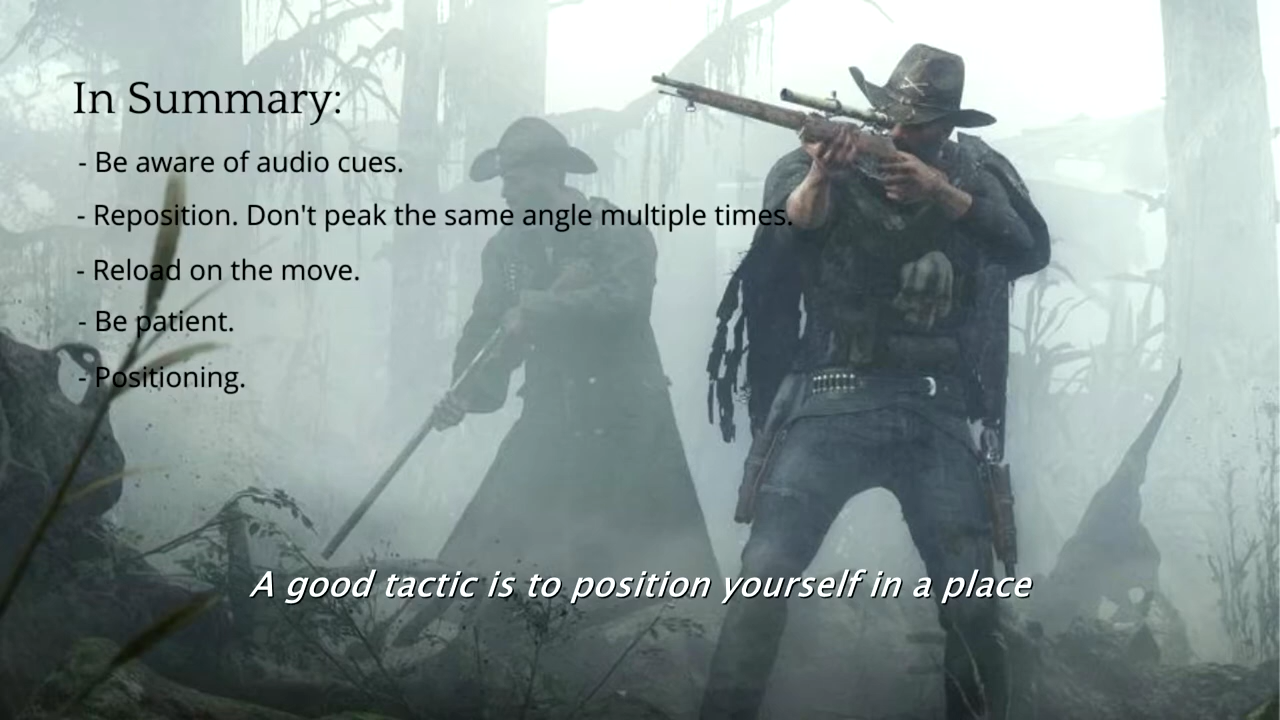 In Summary:
- Be aware of audio cues.
- Reposition. Don't peak the same angle multiple times.
- Reload on the move.
- Be patient.
- Positioning.
A good tactic is to position yourself in a place